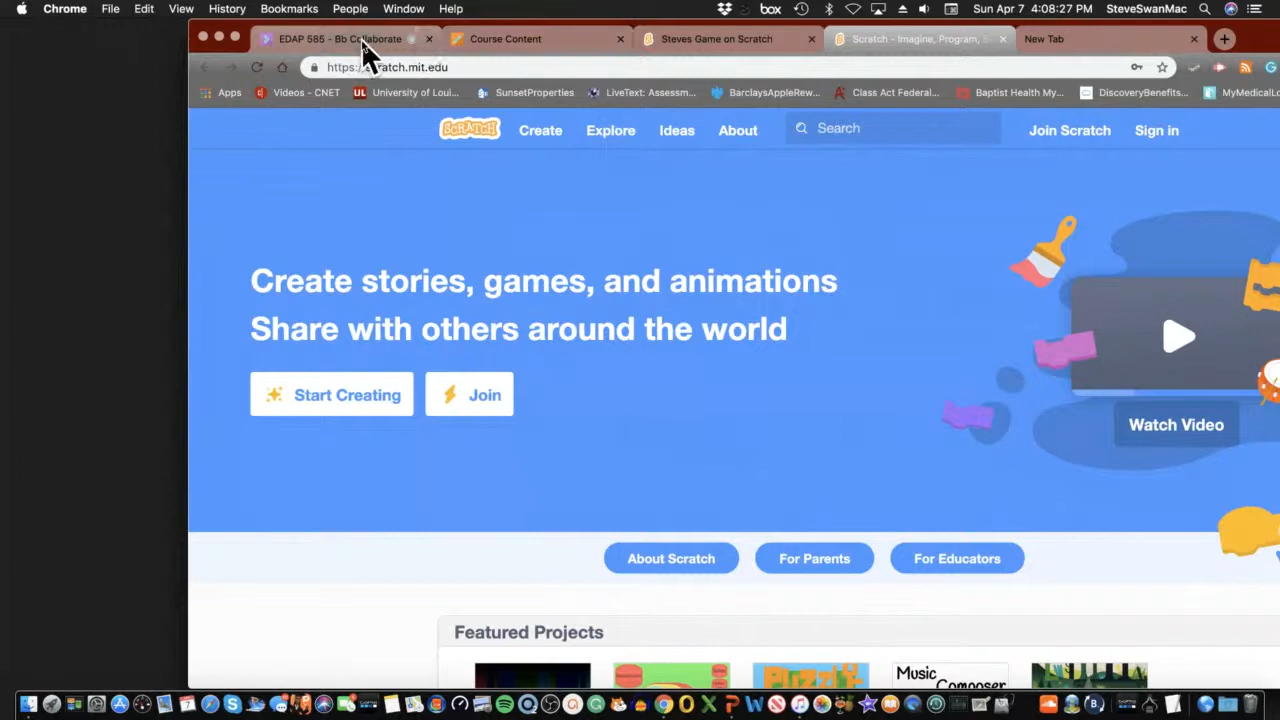 Chrome File Edit View History Bookmarks People Window Help box Sun Apr 7 4:08:27 PM SteveSwanMac
EDAP 585 - Bb Collaborate Course Content Steves Game on Scratch Scratch - Imagine, Program, S New Tab
https://scratch.mit.edu
Apps Videos - CNET University of Loui... SunsetProperties LiveText: Assessm... BarclaysAppleRew... Class Act Federal... Baptist Health My... DiscoveryBenefits... MyMedicalLo
SCRATCH Create Explore Ideas About Search Join Scratch Sign in
Create stories, games, and animations
Share with others around the world
Start Creating Join
Watch Video
About Scratch For Parents For Educators
Featured Projects
PUZZLY
Music
Composer